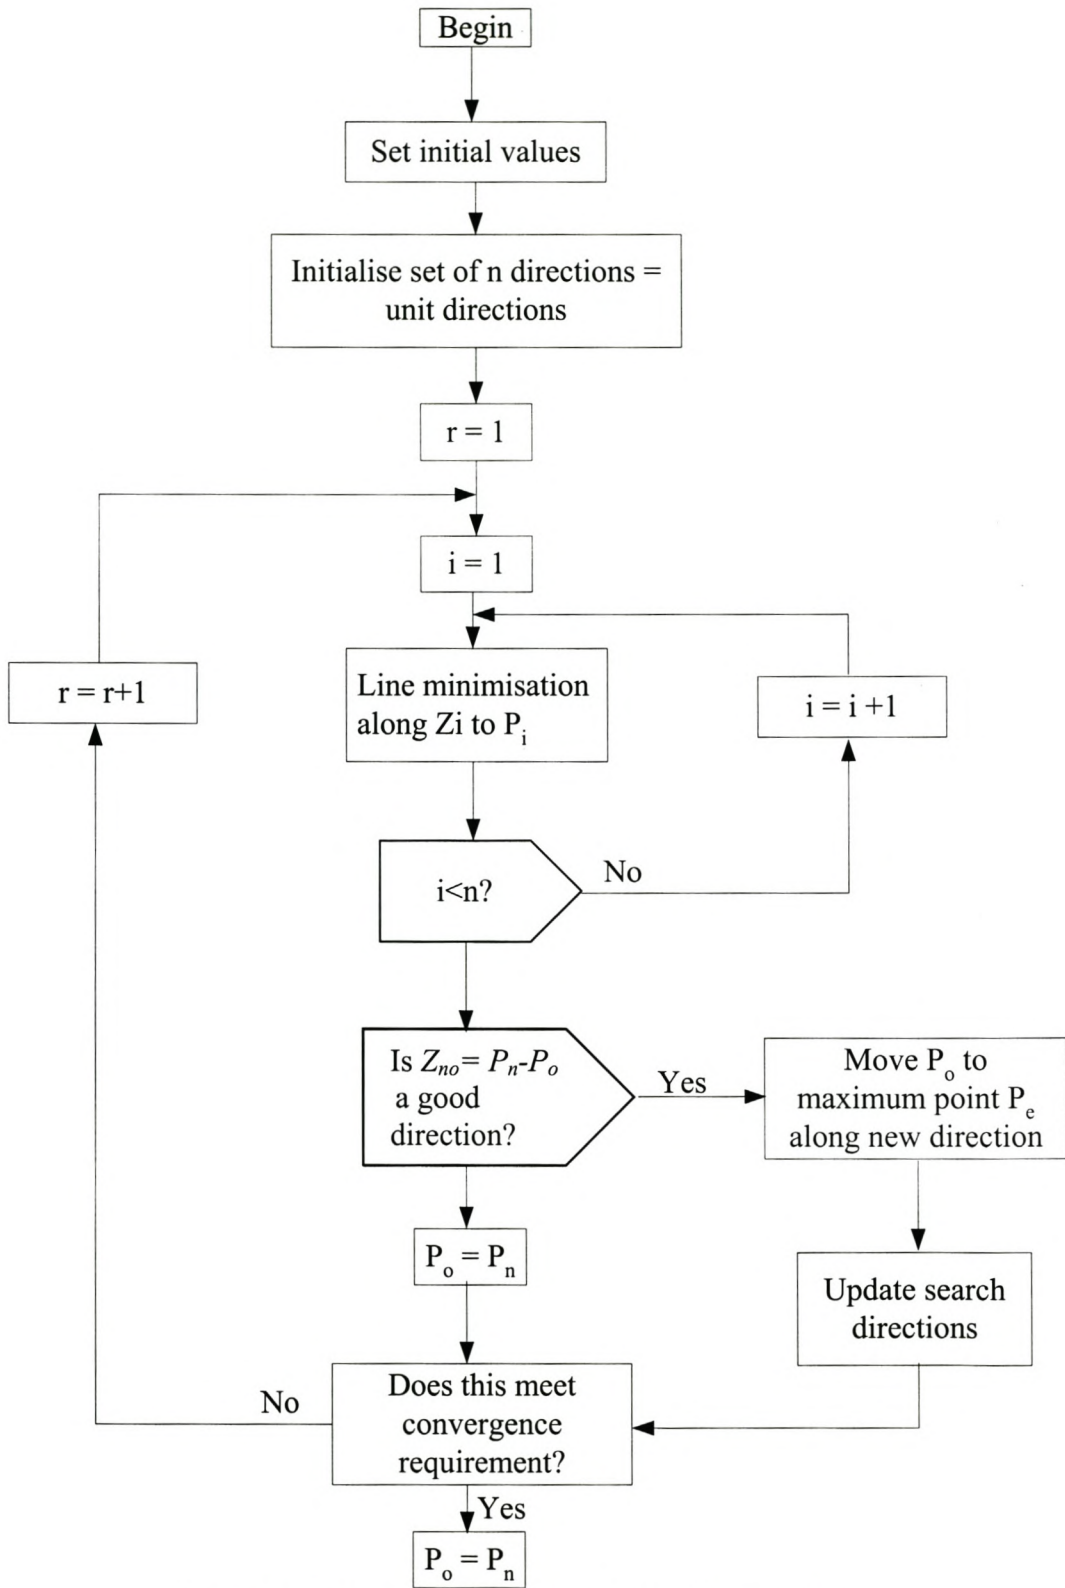 Begin
Set initial values
Initialise set of n directions =
unit directions
r = 1
i = 1
r = r+1
Line minimisation
along Zi to Pi
i = i +1
i<n?
No
Is Zno= Pn-Po
a good
direction?
Yes
Move Po to
maximum point Pe
along new direction
Po = Pn
Update search
directions
No
Does this meet
convergence
requirement?
Yes
Po = Pn